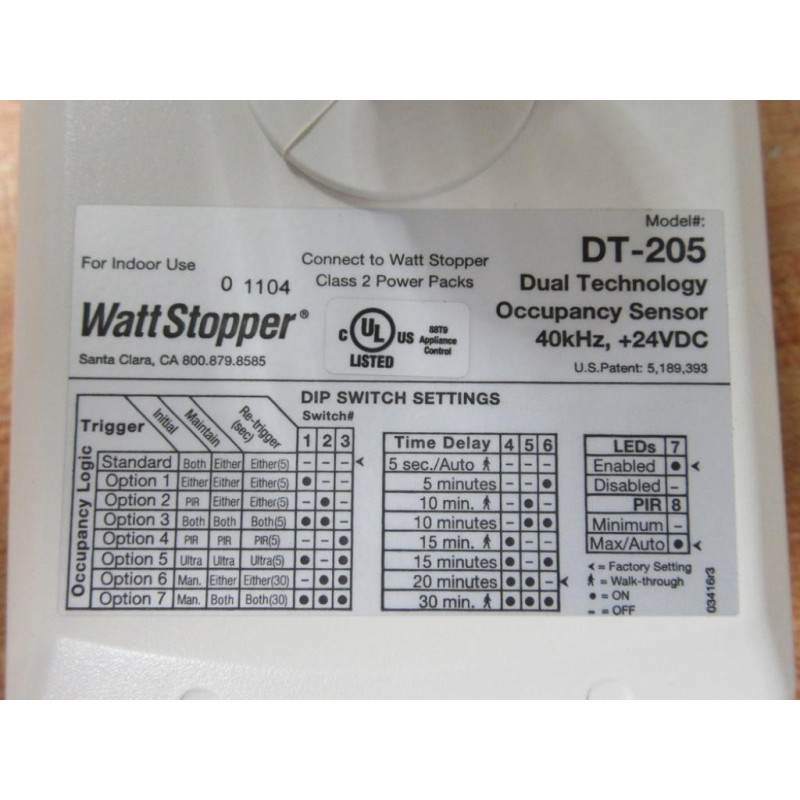 Model#:
For Indoor Use
0 1104
Connect to Watt Stopper
Class 2 Power Packs
DT-205
Dual Technology
Occupancy Sensor
40kHz, +24VDC
U.S.Patent: 5,189,393
WattStopper®
Santa Clara, CA 800.879.8585
C UL US
LISTED
88T9
Appliance
Control
DIP SWITCH SETTINGS
Switch#
Occupancy Logic
Trigger Initial Maintain Re-trigger (sec) 1 2 3
Standard Both Either Either(5) – – – ⮜
Option 1 Either Either Either(5) ● – –
Option 2 PIR Either Either(5) – ● –
Option 3 Both Both Both(5) ● ● –
Option 4 PIR PIR PIR(5) – – ●
Option 5 Ultra Ultra Ultra(5) ● – ●
Option 6 Man. Either Either(30) – ● ●
Option 7 Man. Both Both(30) ● ● ●
Time Delay 4 5 6
5 sec./Auto – – –
5 minutes – – ●
10 min. – ● –
10 minutes – ● ●
15 min. ● – –
15 minutes ● – ●
20 minutes ● ● – ⮜
30 min. ● ● ●
LEDs 7
Enabled ● ⮜
Disabled –
PIR 8
Minimum –
Max/Auto ● ⮜
⮜ = Factory Setting
= Walk-through
● = ON
– = OFF
03416r3